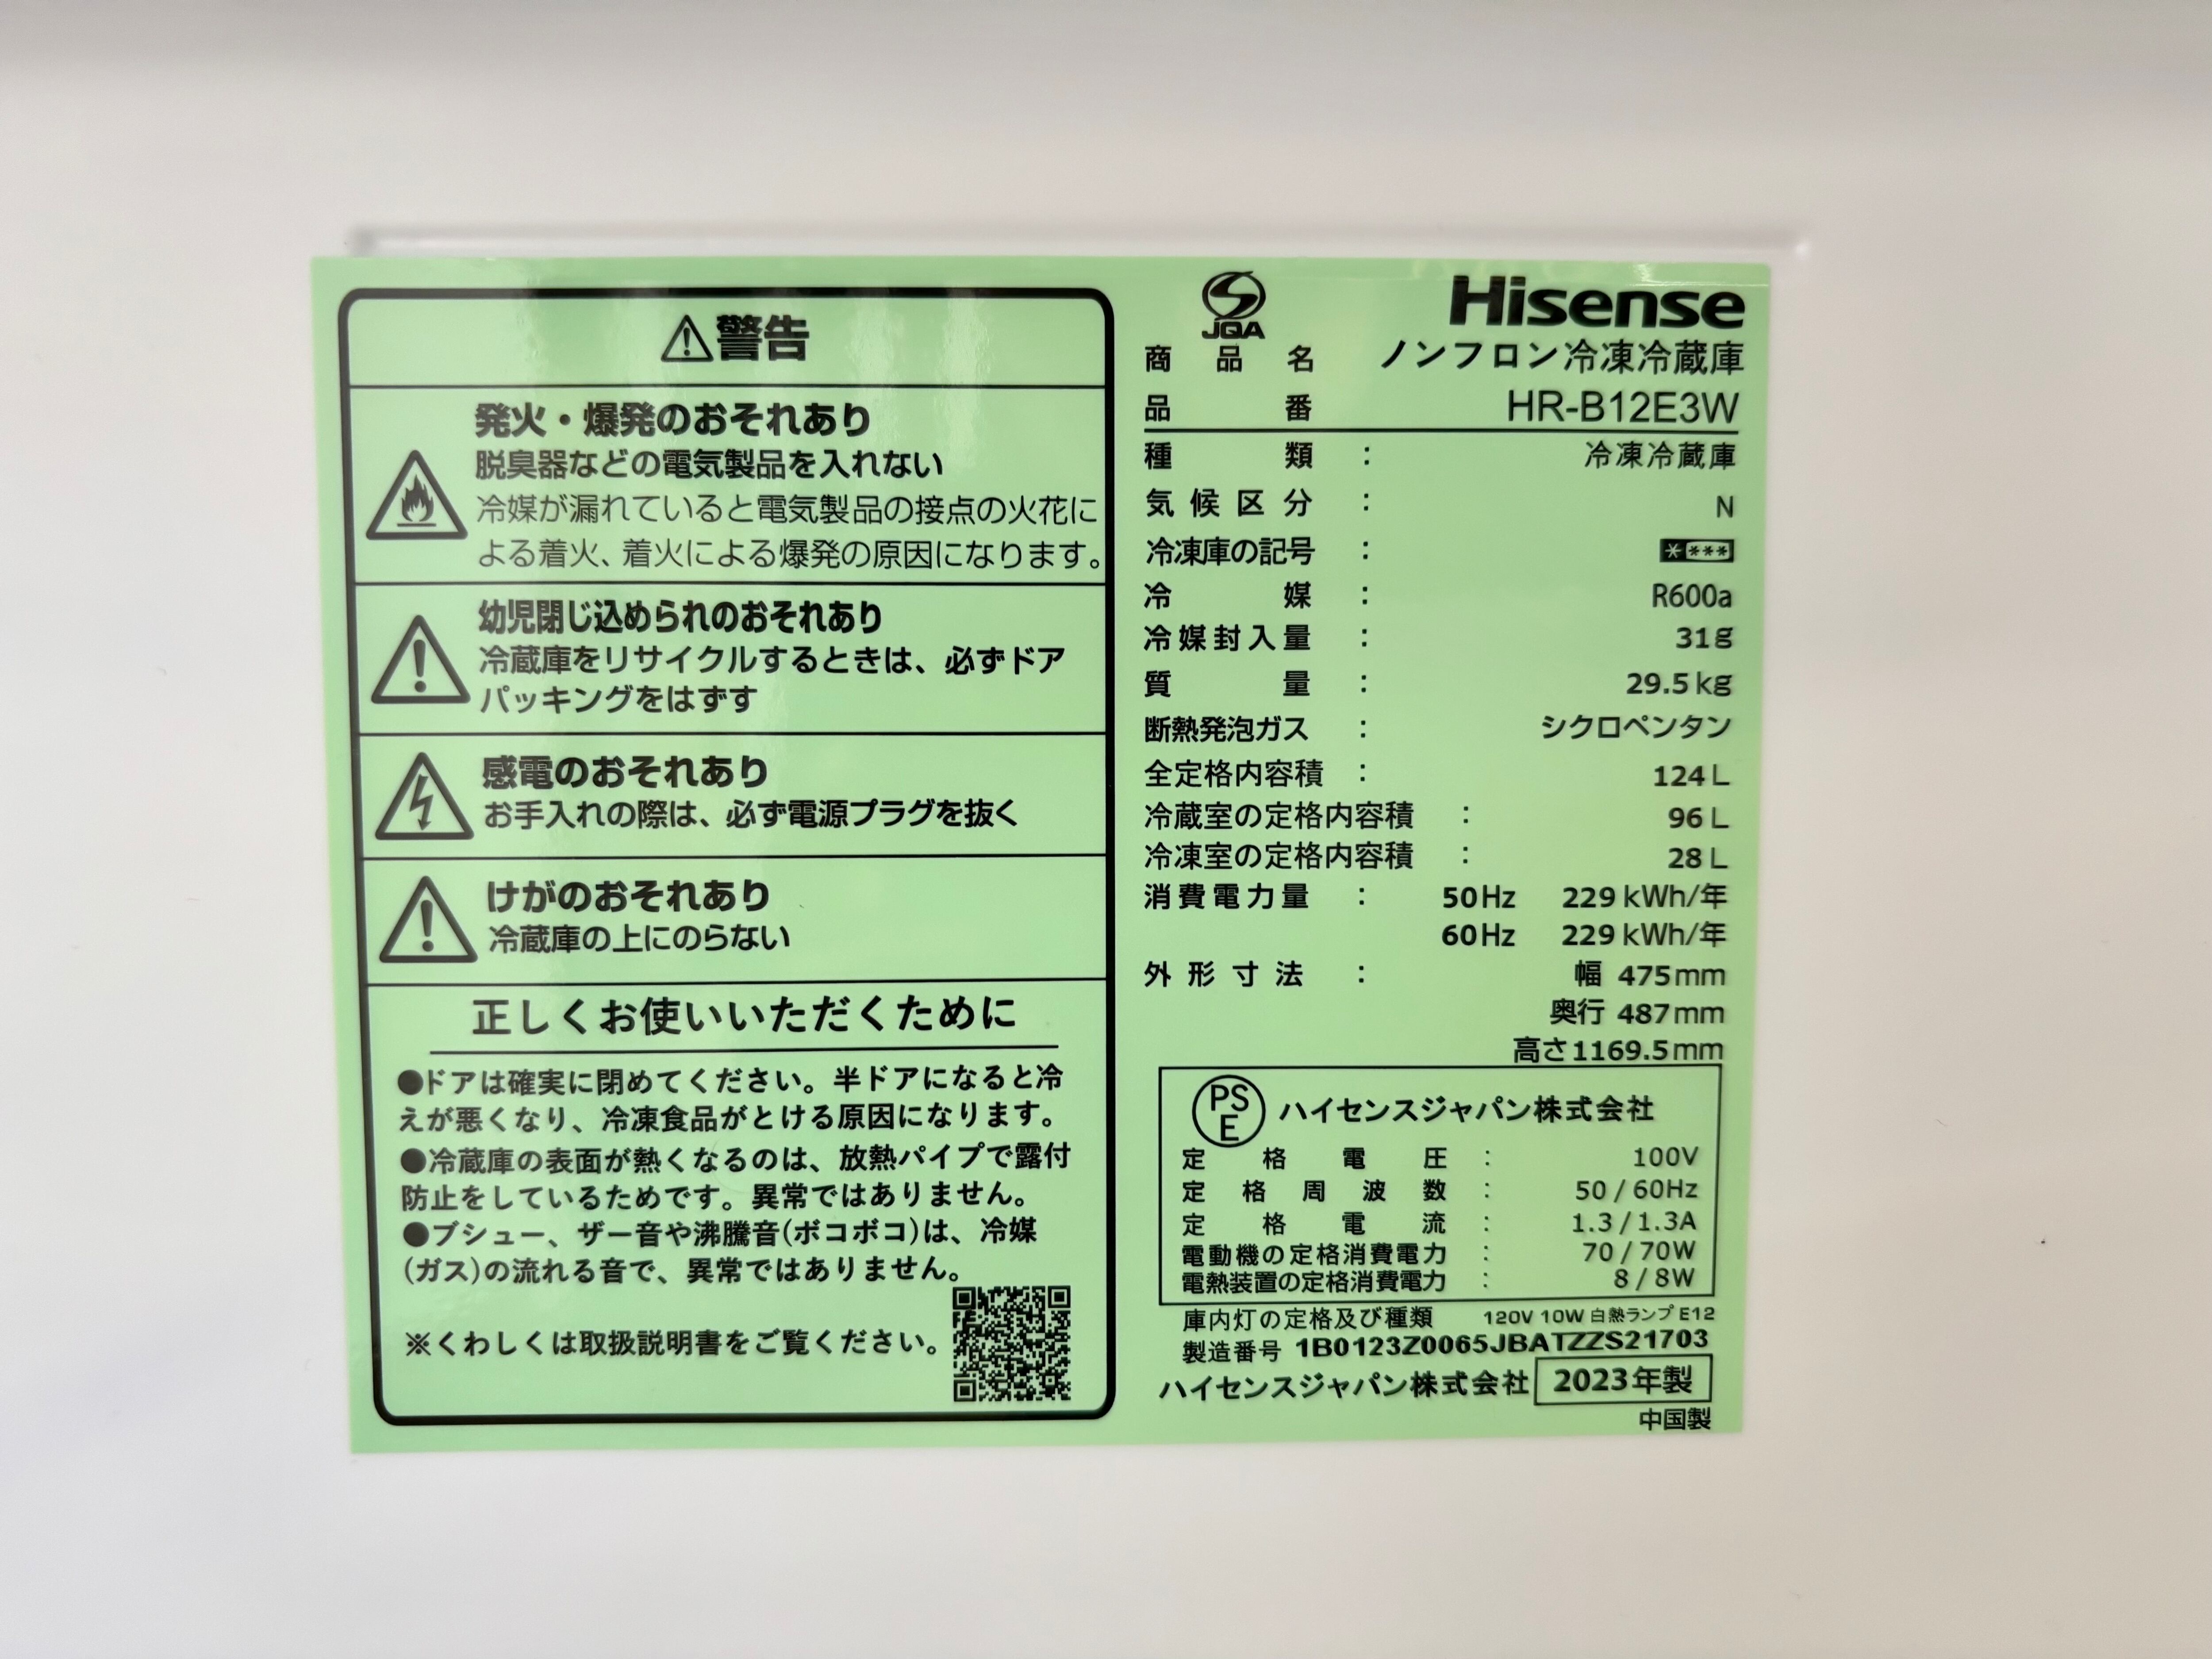 警告
発火・爆発のおそれあり
脱臭器などの電気製品を入れない
冷媒が漏れていると電気製品の接点の火花に
よる着火、着火による爆発の原因になります。
幼児閉じ込められのおそれあり
冷蔵庫をリサイクルするときは、必ずドア
パッキングをはずす
感電のおそれあり
お手入れの際は、必ず電源プラグを抜く
けがのおそれあり
冷蔵庫の上にのらない
正しくお使いいただくために
●ドアは確実に閉めてください。半ドアになると冷
えが悪くなり、冷凍食品がとける原因になります。
●冷蔵庫の表面が熱くなるのは、放熱パイプで露付
防止をしているためです。異常ではありません。
●ブシュー、ザー音や沸騰音(ボコボコ)は、冷媒
(ガス)の流れる音で、異常ではありません。
※くわしくは取扱説明書をご覧ください。
JQA
Hisense
商品名 ノンフロン冷凍冷蔵庫
品番 HR-B12E3W
種類 : 冷凍冷蔵庫
気候区分 : N
冷凍庫の記号 : ****
冷媒 : R600a
冷媒封入量 : 31g
質量 : 29.5kg
断熱発泡ガス : シクロペンタン
全定格内容積 : 124L
冷蔵室の定格内容積 : 96L
冷凍室の定格内容積 : 28L
消費電力量 : 50Hz 229kWh/年
60Hz 229kWh/年
外形寸法 : 幅 475mm
奥行 487mm
高さ1169.5mm
PSE ハイセンスジャパン株式会社
定格電圧 : 100V
定格周波数 : 50/60Hz
定格電流 : 1.3/1.3A
電動機の定格消費電力 : 70/70W
電熱装置の定格消費電力 : 8/8W
庫内灯の定格及び種類 120V 10W 白熱ランプ E12
製造番号 1B0123Z0065JBATZZS21703
ハイセンスジャパン株式会社 2023年製
中国製